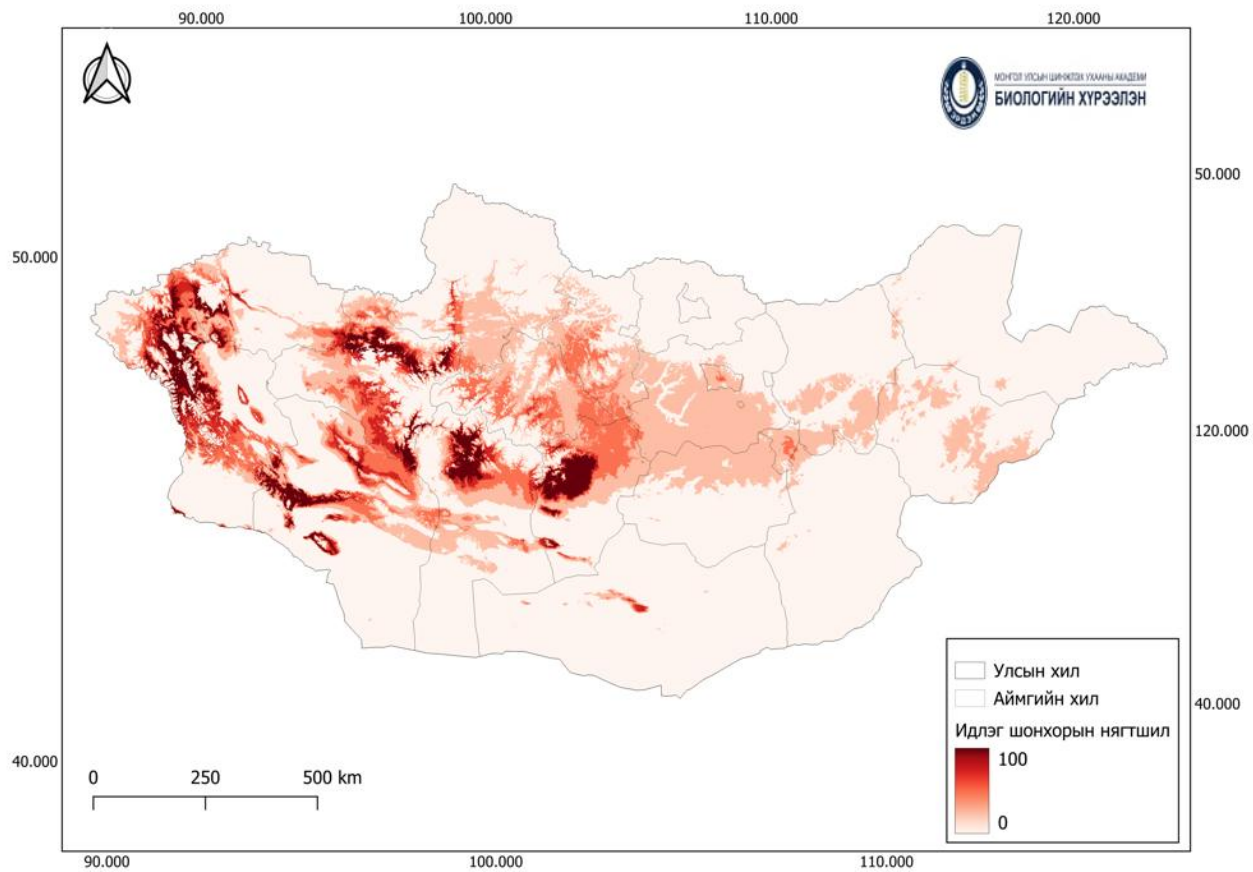 90.000 100.000 110.000 120.000
МОНГОЛ УЛСЫН ШИНЖЛЭХ УХААНЫ АКАДЕМИ
БИОЛОГИЙН ХҮРЭЭЛЭН
50.000
50.000
120.000
40.000
40.000
0 250 500 km
Улсын хил
Аймгийн хил
Идлэг шонхорын нягтшил
100
0
90.000 100.000 110.000